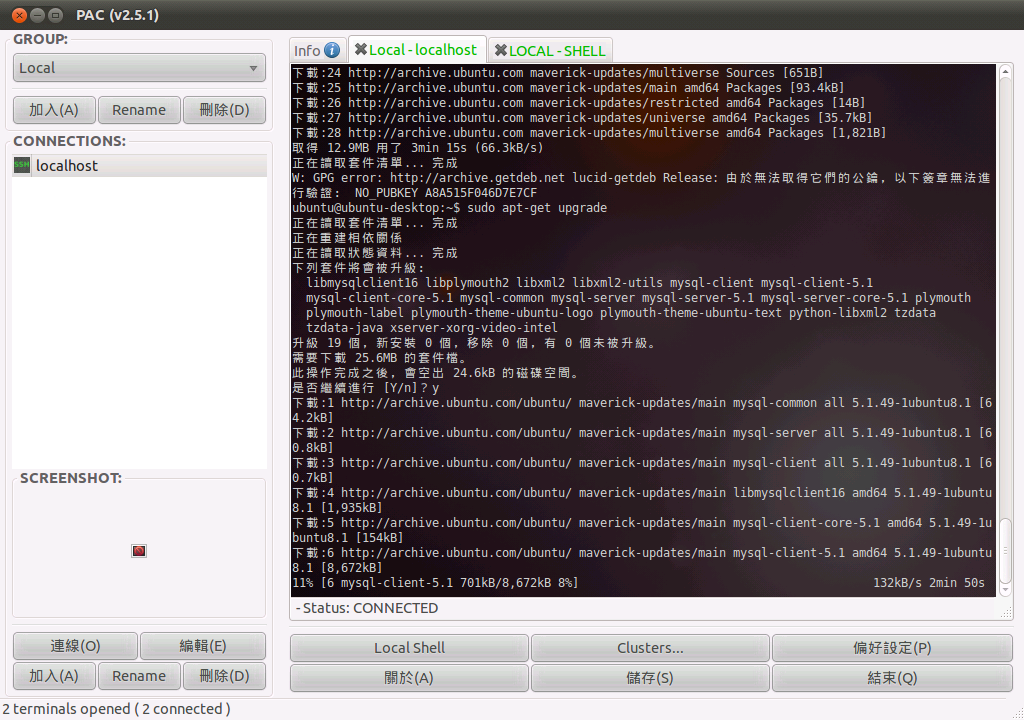 PAC (v2.5.1)
GROUP:
Local
加入(A) Rename 刪除(D)
CONNECTIONS:
SSH localhost
SCREENSHOT:
連線(O) 編輯(E)
加入(A) Rename 刪除(D)
Info Local - localhost LOCAL - SHELL
下載:24 http://archive.ubuntu.com maverick-updates/multiverse Sources [651B]
下載:25 http://archive.ubuntu.com maverick-updates/main amd64 Packages [93.4kB]
下載:26 http://archive.ubuntu.com maverick-updates/restricted amd64 Packages [14B]
下載:27 http://archive.ubuntu.com maverick-updates/universe amd64 Packages [35.7kB]
下載:28 http://archive.ubuntu.com maverick-updates/multiverse amd64 Packages [1,821B]
取得 12.9MB 用了 3min 15s (66.3kB/s)
正在讀取套件清單... 完成
W: GPG error: http://archive.getdeb.net lucid-getdeb Release: 由於無法取得它們的公鑰，以下簽章無法進
行驗證： NO_PUBKEY A8A515F046D7E7CF
ubuntu@ubuntu-desktop:~$ sudo apt-get upgrade
正在讀取套件清單... 完成
正在重建相依關係
正在讀取狀態資料... 完成
下列套件將會被升級：
libmysqlclient16 libplymouth2 libxml2 libxml2-utils mysql-client mysql-client-5.1
mysql-client-core-5.1 mysql-common mysql-server mysql-server-5.1 mysql-server-core-5.1 plymouth
plymouth-label plymouth-theme-ubuntu-logo plymouth-theme-ubuntu-text python-libxml2 tzdata
tzdata-java xserver-xorg-video-intel
升級 19 個，新安裝 0 個，移除 0 個，有 0 個未被升級。
需要下載 25.6MB 的套件檔。
此操作完成之後，會空出 24.6kB 的磁碟空間。
是否繼續進行 [Y/n]？y
下載:1 http://archive.ubuntu.com/ubuntu/ maverick-updates/main mysql-common all 5.1.49-1ubuntu8.1 [6
4.2kB]
下載:2 http://archive.ubuntu.com/ubuntu/ maverick-updates/main mysql-server all 5.1.49-1ubuntu8.1 [6
0.8kB]
下載:3 http://archive.ubuntu.com/ubuntu/ maverick-updates/main mysql-client all 5.1.49-1ubuntu8.1 [6
0.7kB]
下載:4 http://archive.ubuntu.com/ubuntu/ maverick-updates/main libmysqlclient16 amd64 5.1.49-1ubuntu
8.1 [1,935kB]
下載:5 http://archive.ubuntu.com/ubuntu/ maverick-updates/main mysql-client-core-5.1 amd64 5.1.49-1u
buntu8.1 [154kB]
下載:6 http://archive.ubuntu.com/ubuntu/ maverick-updates/main mysql-client-5.1 amd64 5.1.49-1ubuntu
8.1 [8,672kB]
11% [6 mysql-client-5.1 701kB/8,672kB 8%] 132kB/s 2min 50s
- Status: CONNECTED
Local Shell Clusters... 偏好設定(P)
關於(A) 儲存(S) 結束(Q)
2 terminals opened ( 2 connected )